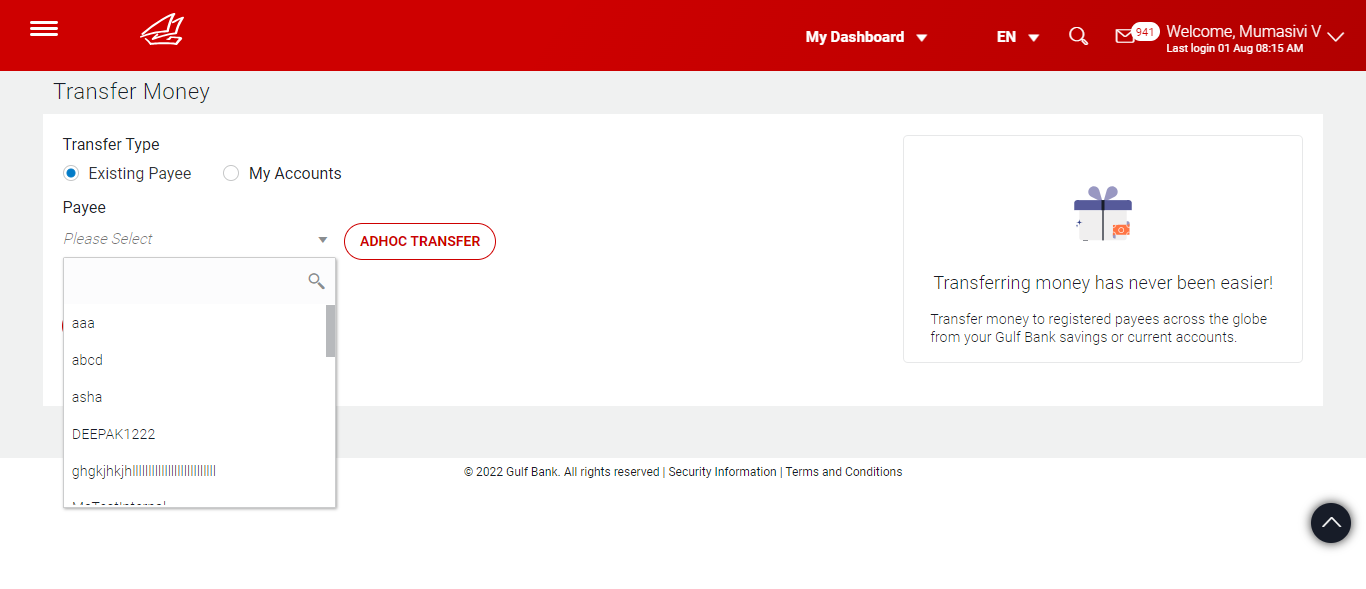 My Dashboard
EN
941
Welcome, Mumasivi V
Last login 01 Aug 08:15 AM
Transfer Money
Transfer Type
Existing Payee
My Accounts
Payee
Please Select
ADHOC TRANSFER
aaa
abcd
asha
DEEPAK1222
Transferring money has never been easier!
Transfer money to registered payees across the globe
from your Gulf Bank savings or current accounts.
© 2022 Gulf Bank. All rights reserved | Security Information | Terms and Conditions